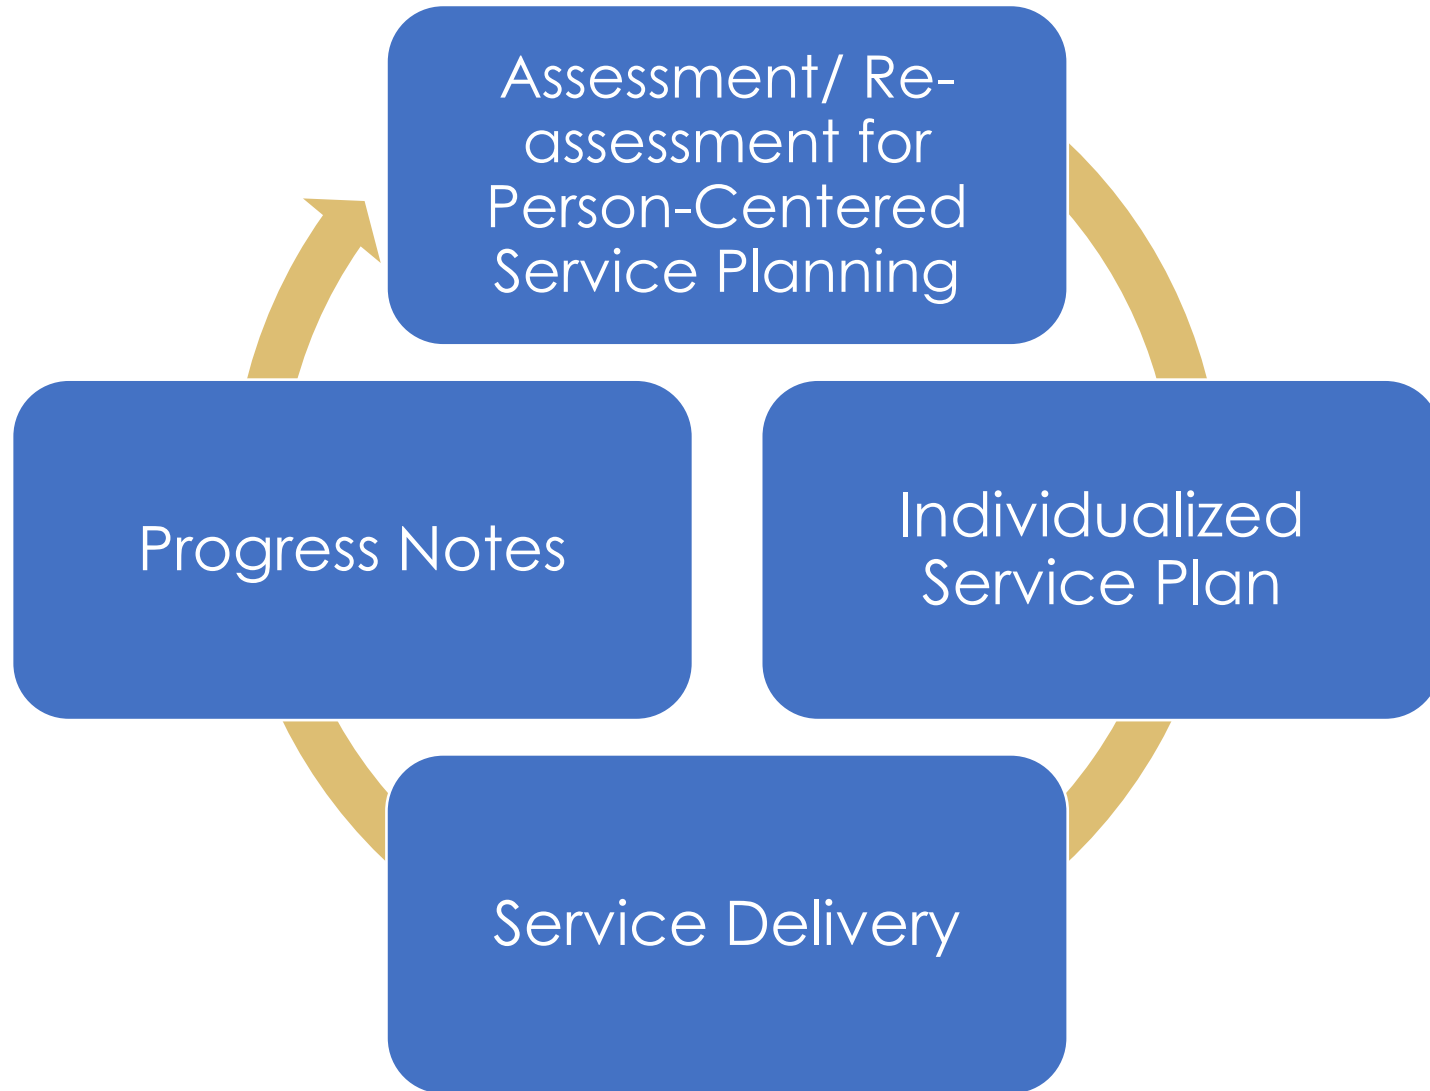 Assessment/ Re-
assessment for
Person-Centered
Service Planning
Individualized
Service Plan
Service Delivery
Progress Notes